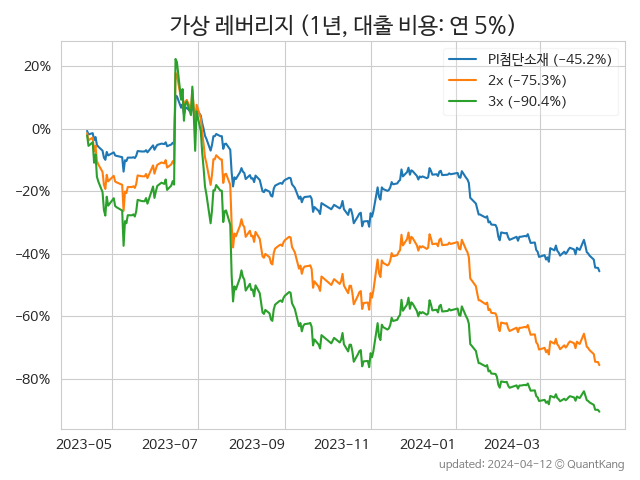 가상 레버리지 (1년, 대출 비용: 연 5%)
PI첨단소재 (−45.2%)
2x (−75.3%)
3x (−90.4%)
20%
0%
−20%
−40%
−60%
−80%
2023-05 2023-07 2023-09 2023-11 2024-01 2024-03
updated: 2024-04-12 © QuantKang